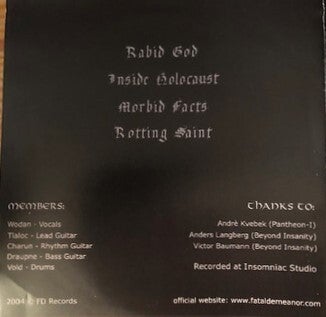 Rabid God
Inside Holocaust
Morbid Facts
Rotting Saint
MEMBERS:
Wodan - Vocals
Tlaloc - Lead Guitar
Charun - Rhythm Guitar
Draupne - Bass Guitar
Void - Drums
THANKS TO:
Andrè Kvebek (Pantheon-I)
Anders Langberg (Beyond Insanity)
Victor Baumann (Beyond Insanity)
Recorded at Insomniac Studio
2004 © FD Records
official website: www.fataldemeanor.com